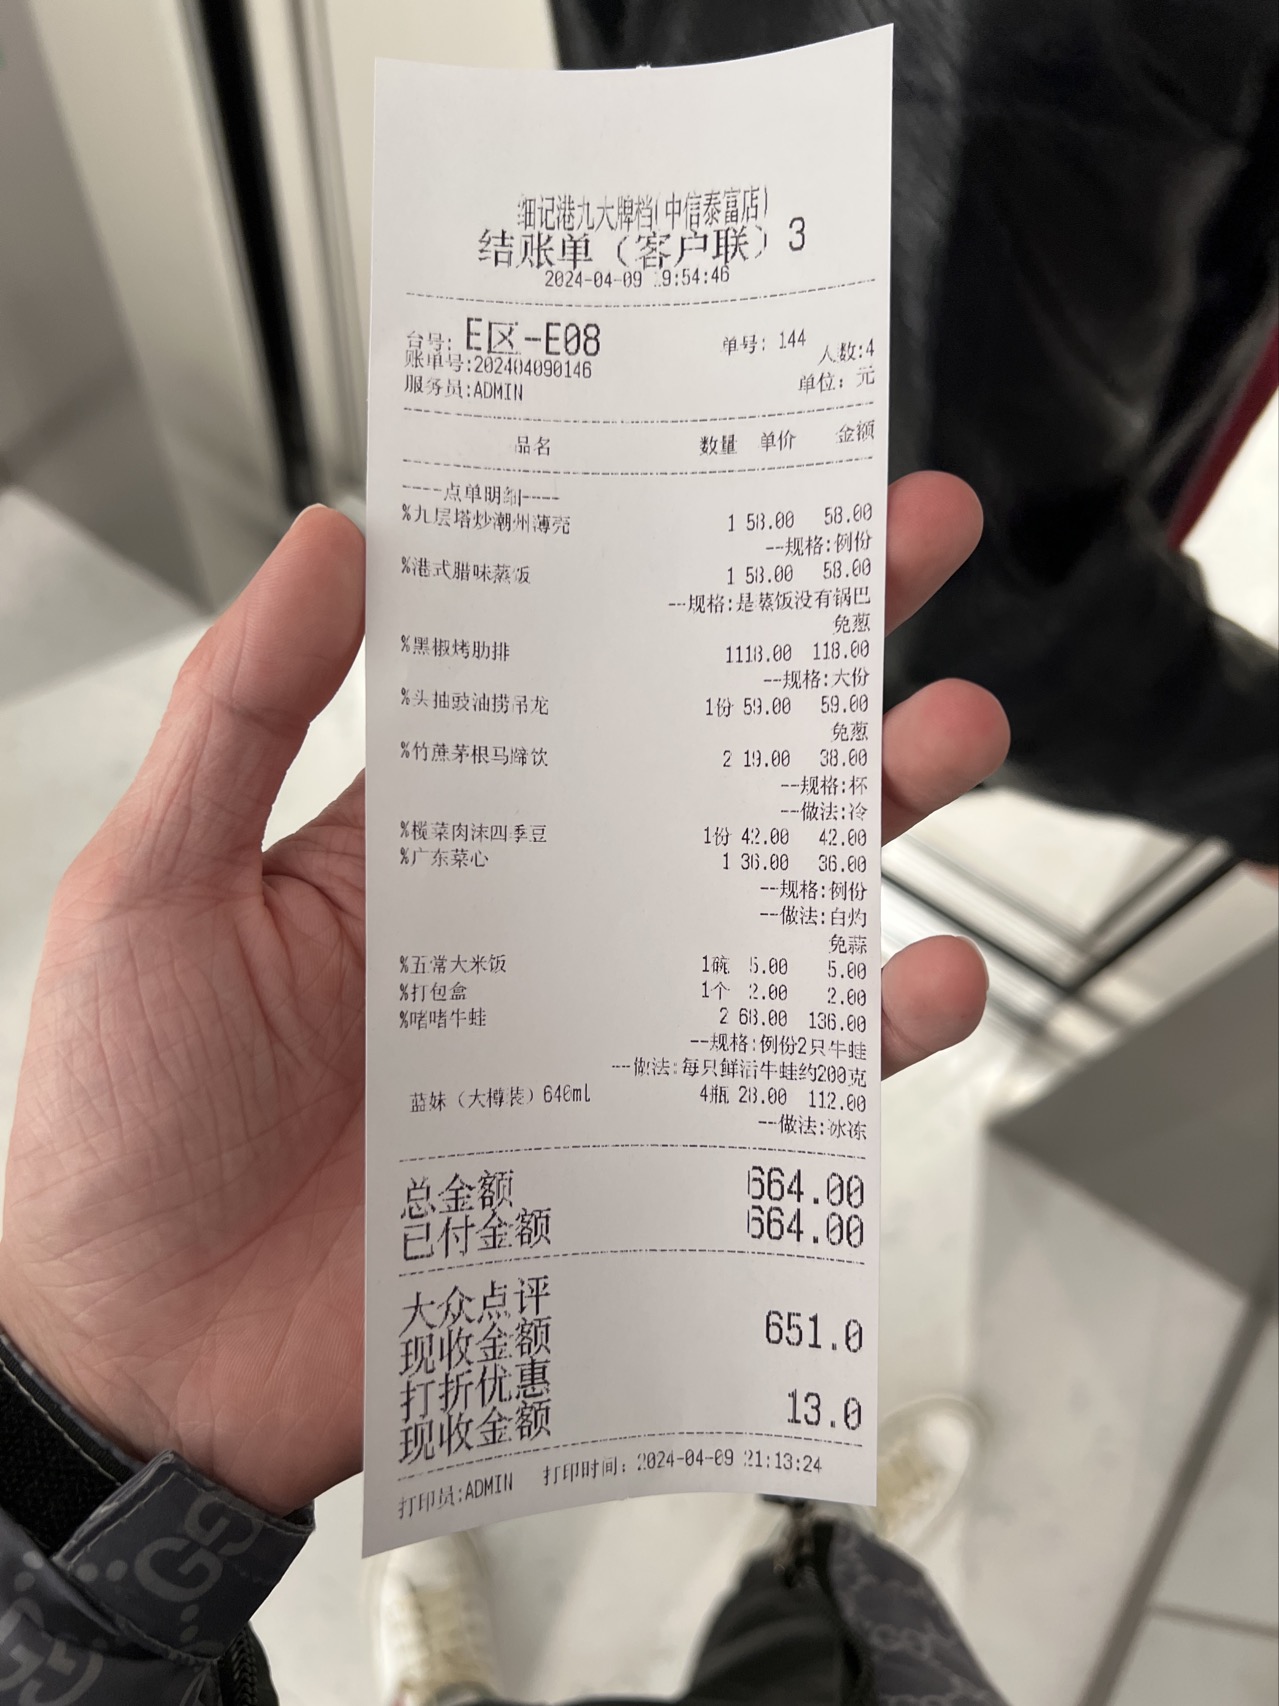 细记港九大牌档(中信泰富店)
结账单（客户联）3
2024-04-09 19:54:46
台号: E区-E08 单号: 144 人数:4
账单号:202404090146 单位: 元
服务员:ADMIN
品名 数量 单价 金额
-----点单明细-----
%九层塔炒潮州薄壳 1 58.00 58.00
--规格:例份
%港式腊味蒸饭 1 58.00 58.00
---规格:是蒸饭没有锅巴
免葱
%黑椒烤肋排 1118.00 118.00
--规格:大份
%头抽豉油捞吊龙 1份 59.00 59.00
免葱
%竹蔗茅根马蹄饮 2 19.00 38.00
--规格:杯
--做法:冷
%榄菜肉沫四季豆 1份 42.00 42.00
%广东菜心 1 36.00 36.00
--规格:例份
--做法:白灼
免蒜
%五常大米饭 1碗 5.00 5.00
%打包盒 1个 2.00 2.00
%啫啫牛蛙 2 68.00 136.00
--规格:例份2只牛蛙
---做法:每只鲜活牛蛙约200克
蓝妹（大樽装）640ml 4瓶 28.00 112.00
--做法:冰冻
总金额 664.00
已付金额 664.00
大众点评
现收金额 651.0
打折优惠
现收金额 13.0
打印员:ADMIN 打印时间: 2024-04-09 21:13:24